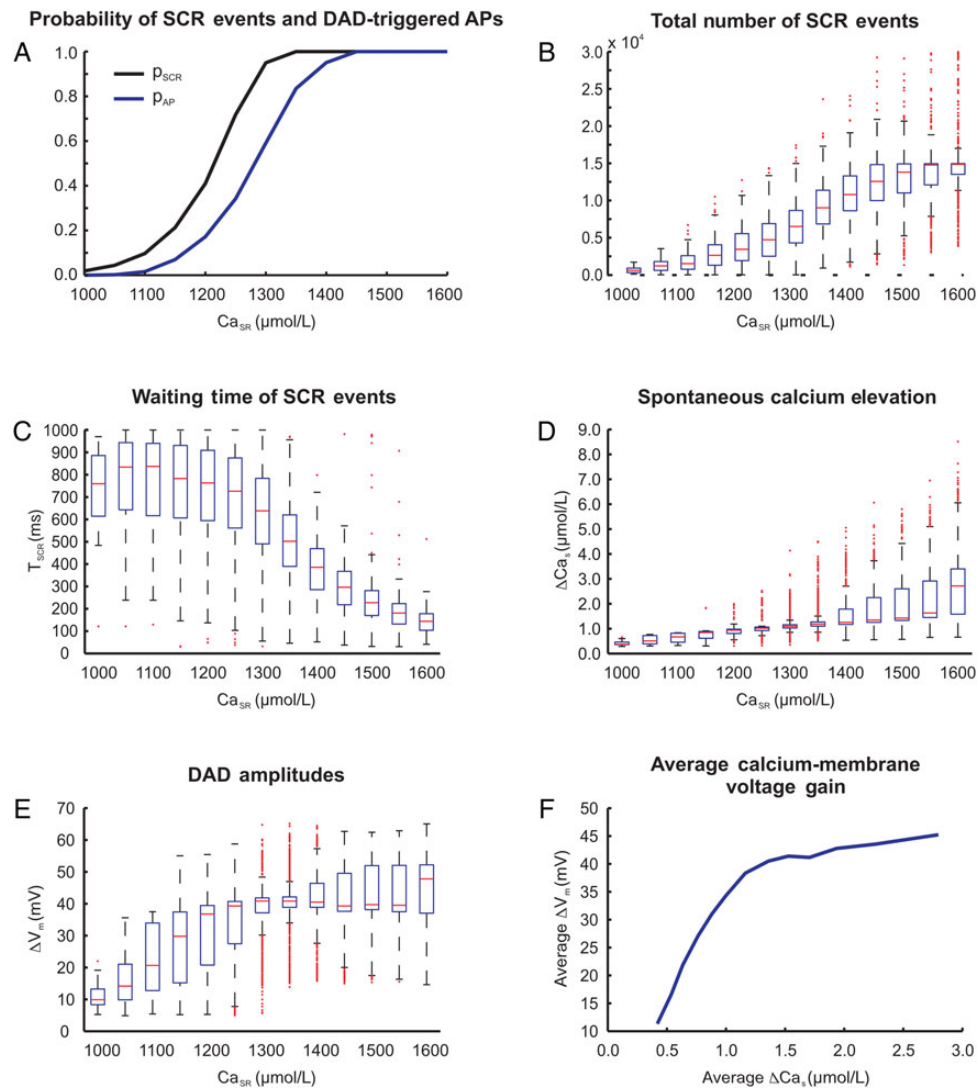 Probability of SCR events and DAD-triggered APs
A
1.0
0.8
0.6
0.4
0.2
0.0
pSCR
pAP
1000 1100 1200 1300 1400 1500 1600
CaSR (µmol/L)
Total number of SCR events
B
x 10⁴
3.0
2.5
2.0
1.5
1.0
0.5
0.0
1000 1100 1200 1300 1400 1500 1600
CaSR (µmol/L)
Waiting time of SCR events
C
TSCR (ms)
1000
900
800
700
600
500
400
300
200
100
0
1000 1100 1200 1300 1400 1500 1600
CaSR (µmol/L)
Spontaneous calcium elevation
D
ΔCas (µmol/L)
9.0
8.0
7.0
6.0
5.0
4.0
3.0
2.0
1.0
0.0
1000 1100 1200 1300 1400 1500 1600
CaSR (µmol/L)
DAD amplitudes
E
ΔVm (mV)
70
60
50
40
30
20
10
0
1000 1100 1200 1300 1400 1500 1600
CaSR (µmol/L)
Average calcium-membrane
voltage gain
F
Average ΔVm (mV)
50
45
40
35
30
25
20
15
10
0.0 0.5 1.0 1.5 2.0 2.5 3.0
Average ΔCas (µmol/L)